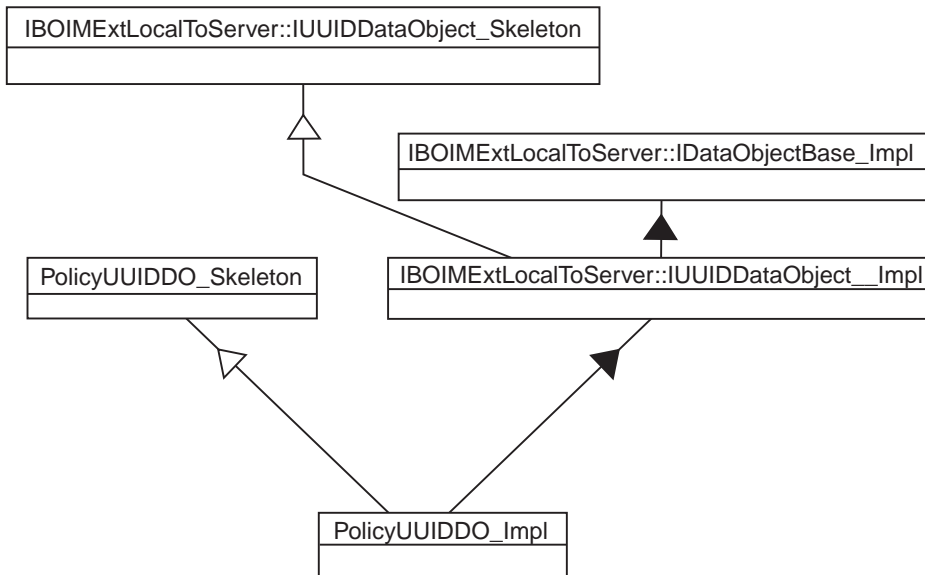 IBOIMExtLocalToServer::IUUIDDataObject_Skeleton
IBOIMExtLocalToServer::IDataObjectBase_Impl
PolicyUUIDDO_Skeleton
IBOIMExtLocalToServer::IUUIDDataObject__Impl
PolicyUUIDDO_Impl